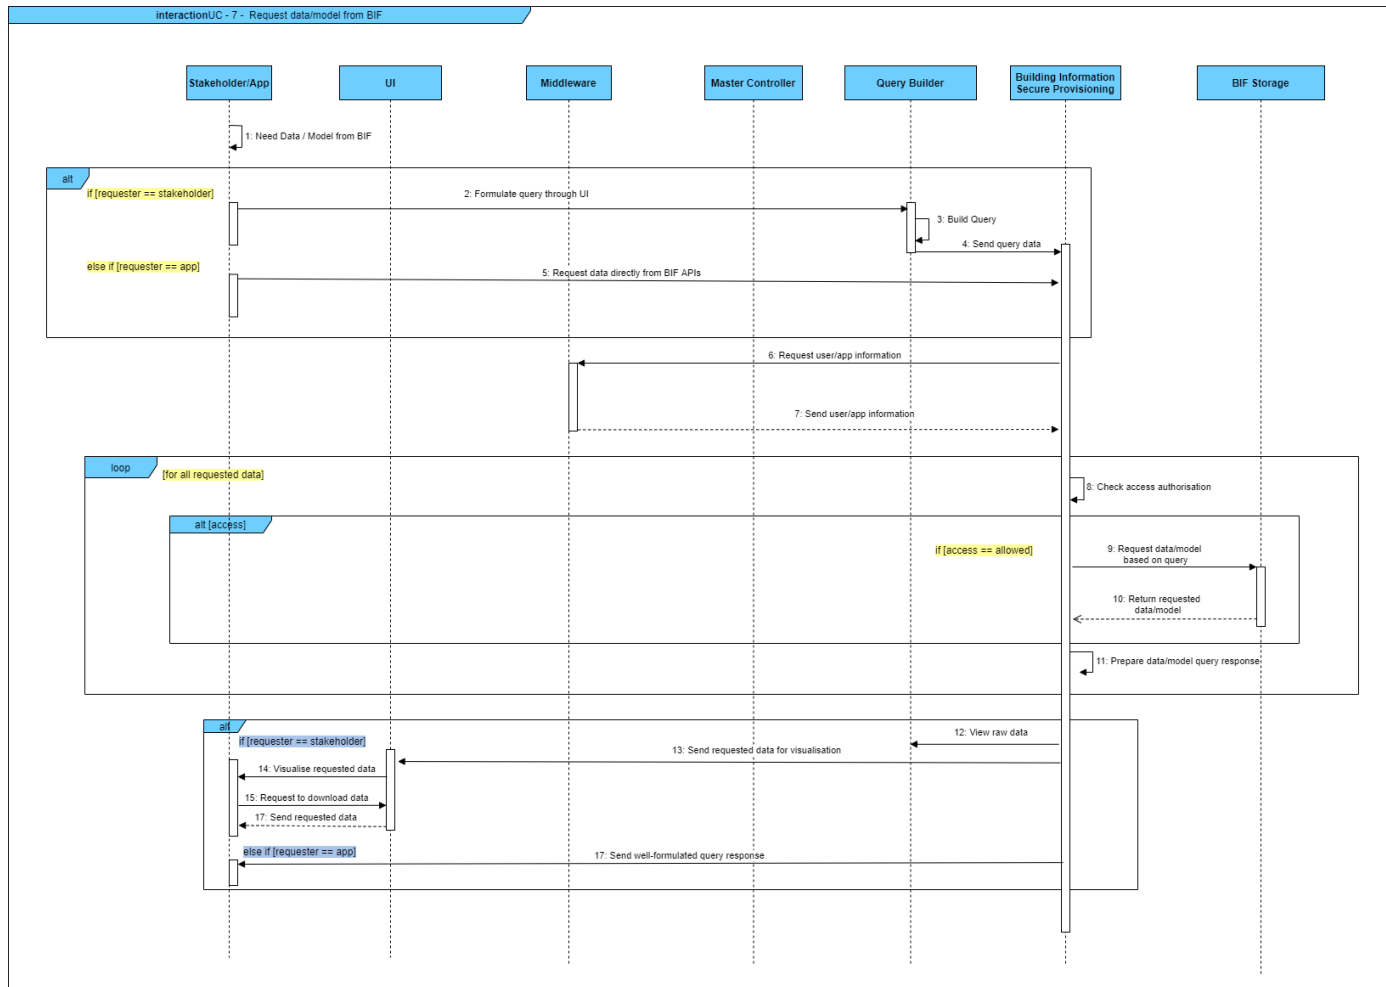 interactionUC - 7 - Request data/model from BIF
Stakeholder/App
UI
Middleware
Master Controller
Query Builder
Building Information
Secure Provisioning
BIF Storage
1: Need Data / Model from BIF
alt
if [requester == stakeholder]
2: Formulate query through UI
3: Build Query
4: Send query data
else if [requester == app]
5: Request data directly from BIF APIs
6: Request user/app information
7: Send user/app information
loop
[for all requested data]
8: Check access authorisation
alt [access]
if [access == allowed]
9: Request data/model
based on query
10: Return requested
data/model
11: Prepare data/model query response
alt
if [requester == stakeholder]
12: View raw data
13: Send requested data for visualisation
14: Visualise requested data
15: Request to download data
17: Send requested data
else if [requester == app]
17: Send well-formulated query response